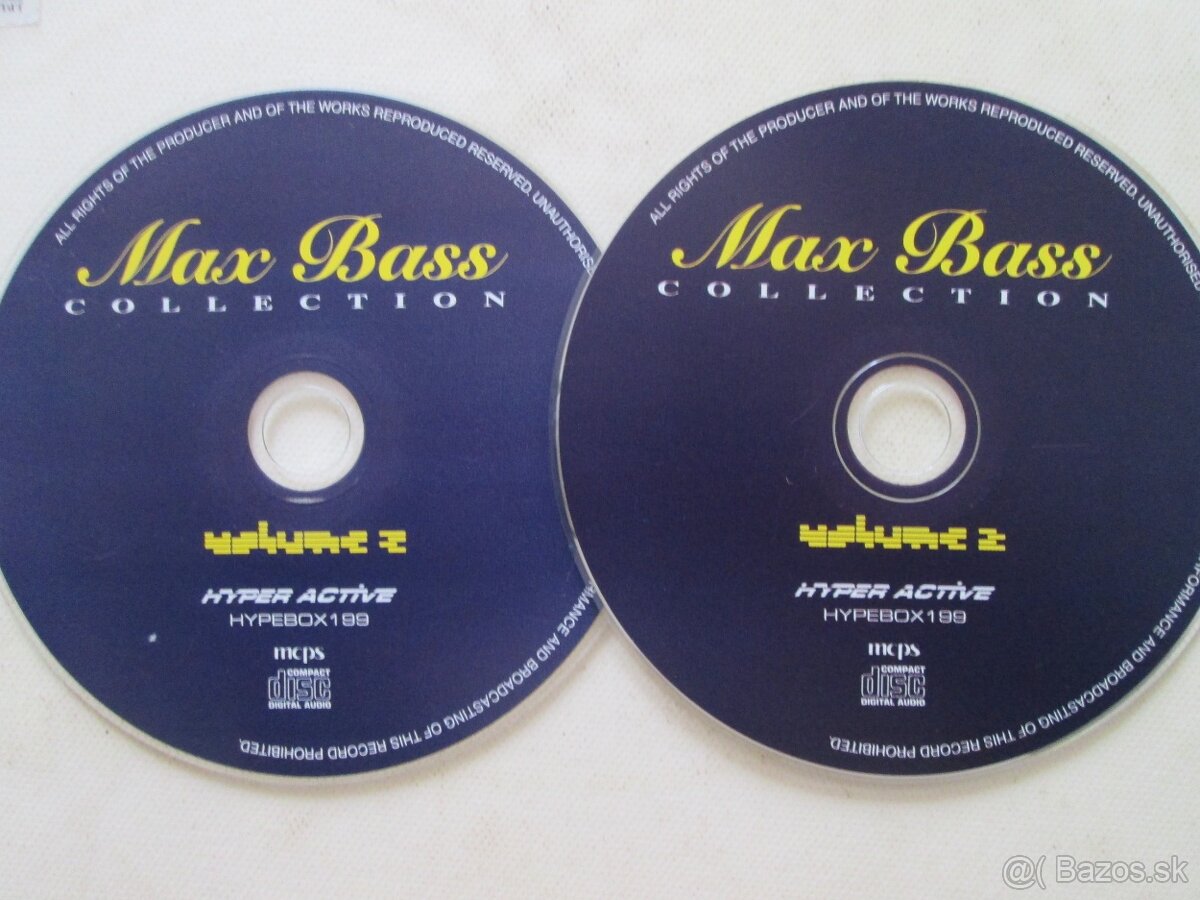 ALL RIGHTS OF THE PRODUCER AND OF THE WORKS REPRODUCED RESERVED. UNAUTHORISED
Max Bass
COLLECTION
volume 2
HYPER ACTIVE
HYPEBOX199
mcps
COMPACT
disc
DIGITAL AUDIO
AND BROADCASTING OF THIS RECORD PROHIBITED.
ALL RIGHTS OF THE PRODUCER AND OF THE WORKS REPRODUCED RESERVED. UNAUTHORISED
Max Bass
COLLECTION
volume 2
HYPER ACTIVE
HYPEBOX199
mcps
COMPACT
disc
DIGITAL AUDIO
AND BROADCASTING OF THIS RECORD PROHIBITED.
@( Bazos.sk